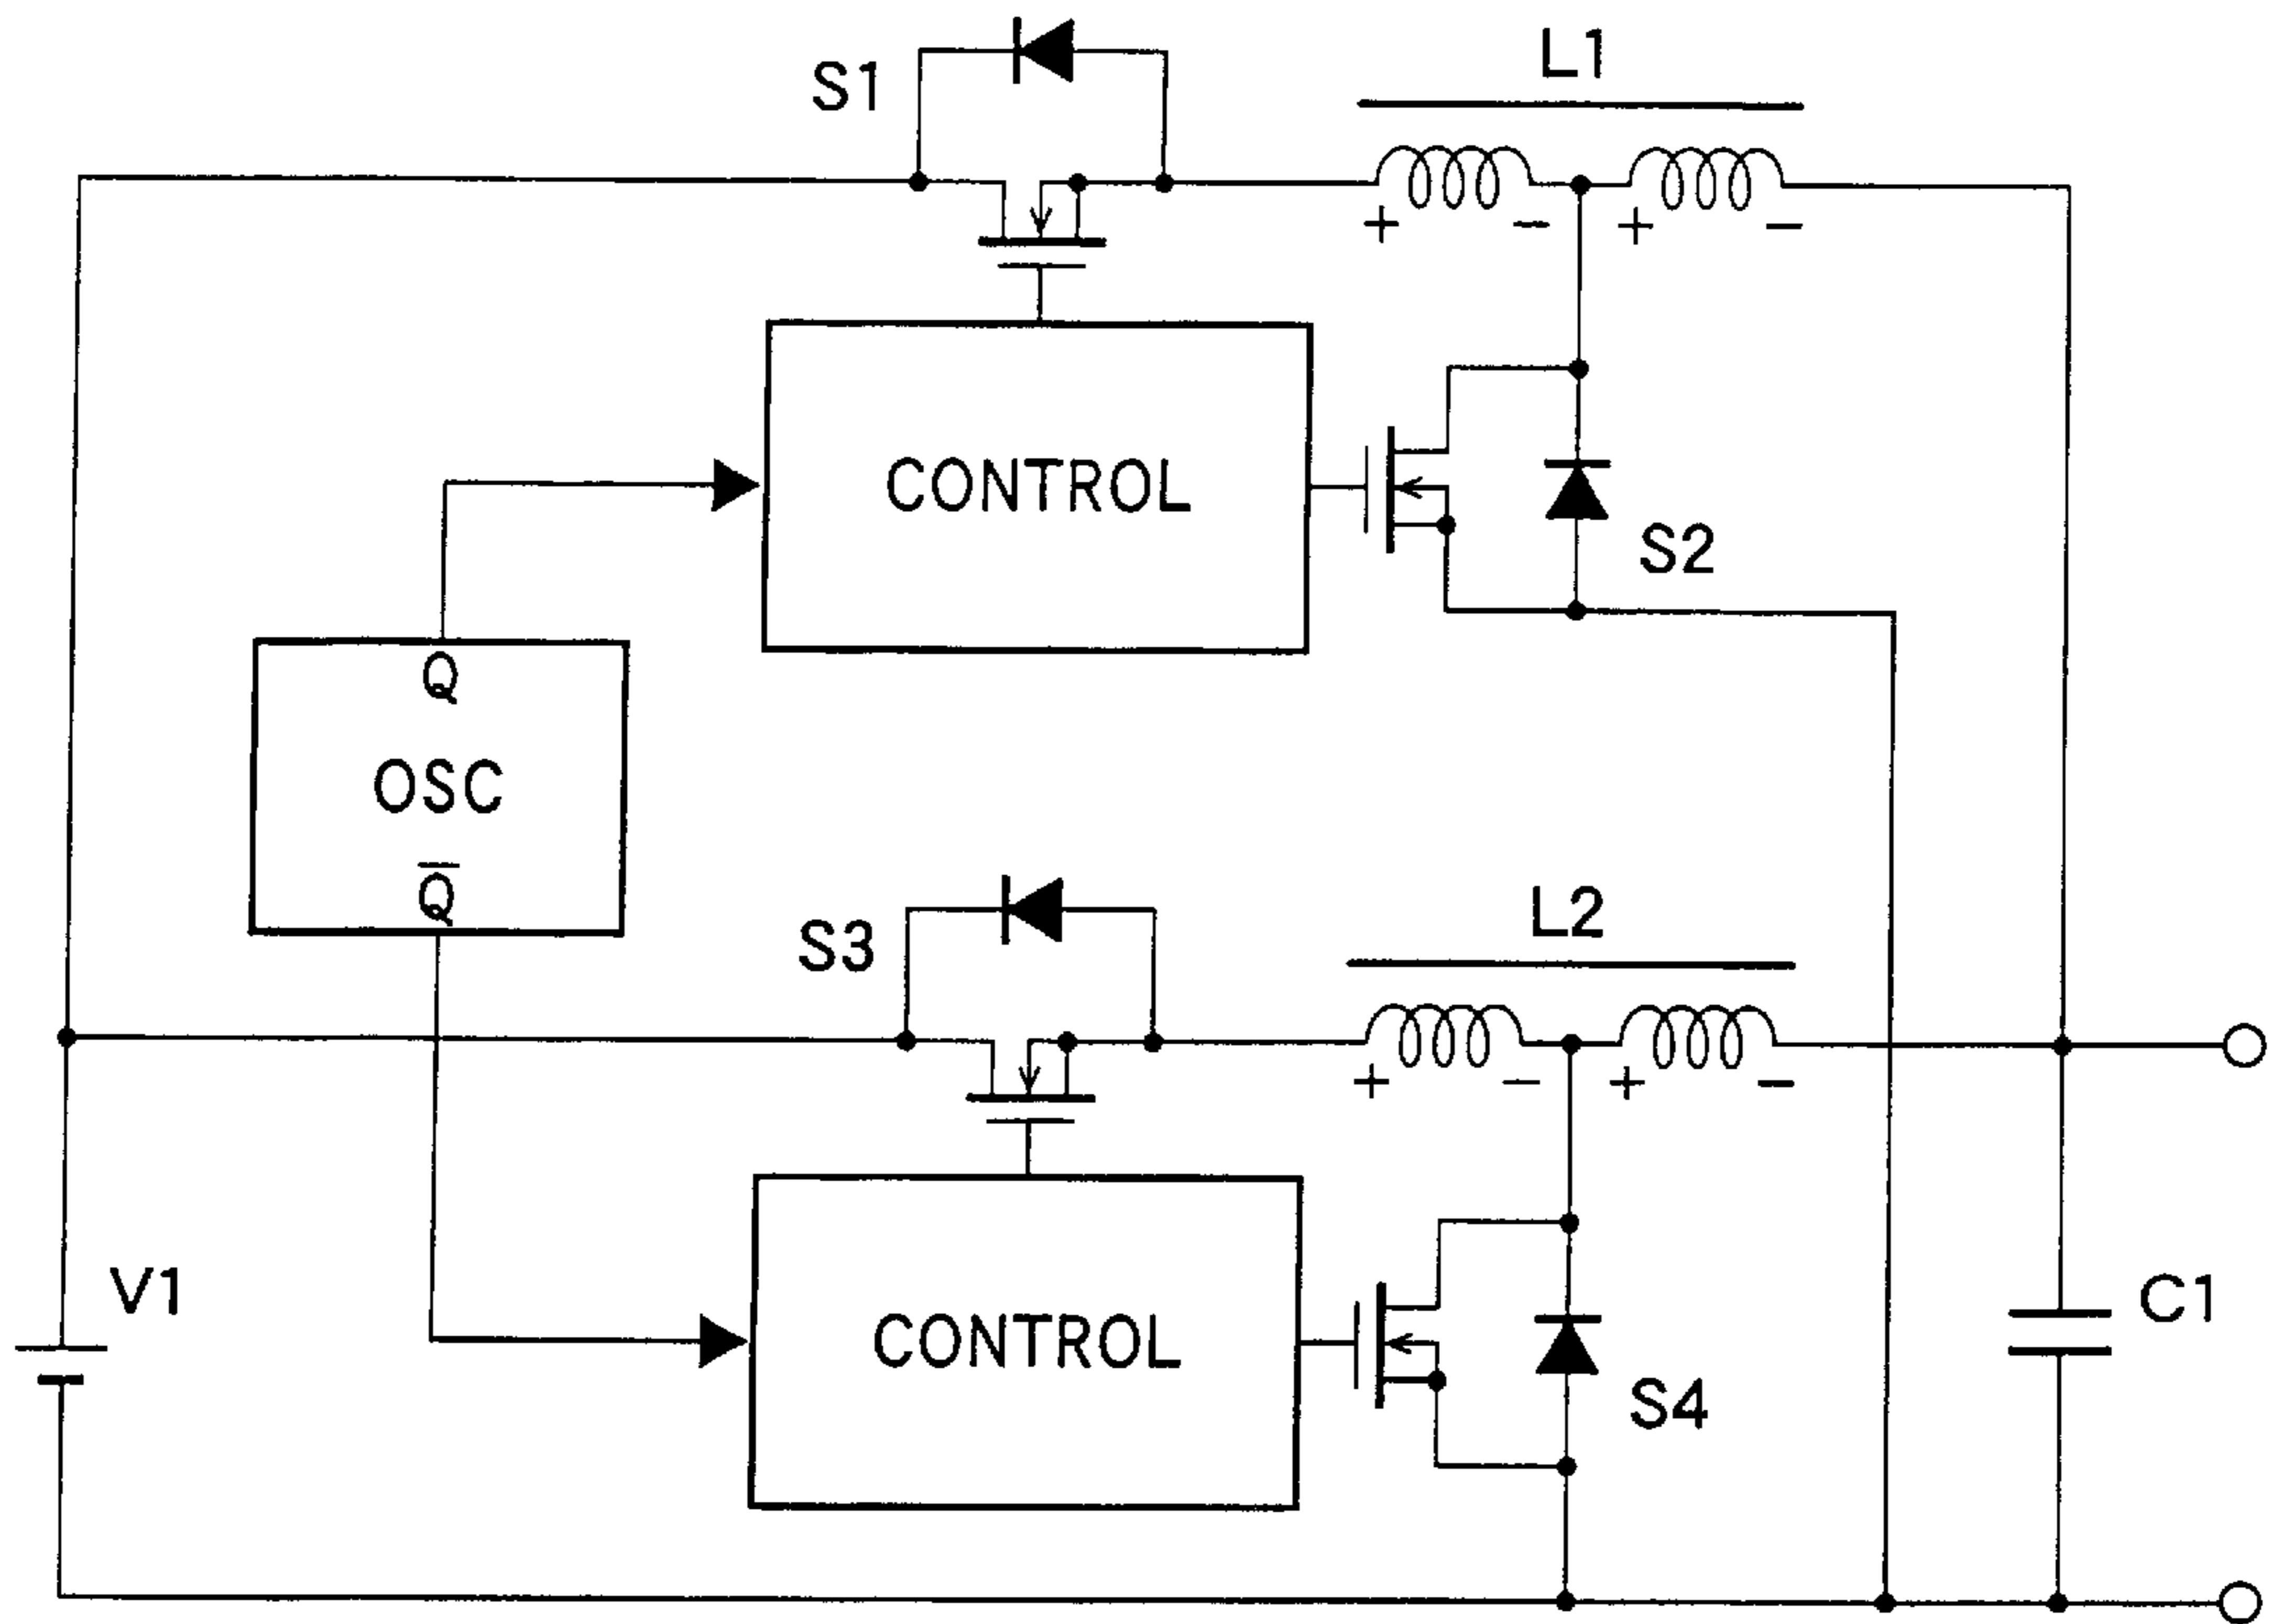 S1
L1
+ - + -
CONTROL
S2
Q
OSC
Q̅
S3
L2
+ - + -
V1
C1
CONTROL
S4